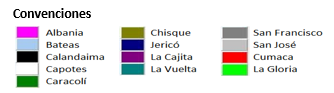 Convenciones
Albania
Bateas
Calandaima
Capotes
Caracolí
Chisque
Jericó
La Cajita
La Vuelta
San Francisco
San José
Cumaca
La Gloria